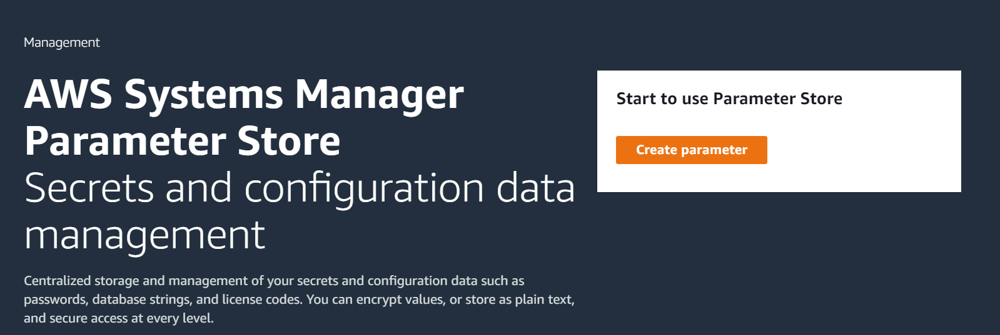 Management
AWS Systems Manager
Parameter Store
Secrets and configuration data
management
Centralized storage and management of your secrets and configuration data such as
passwords, database strings, and license codes. You can encrypt values, or store as plain text,
and secure access at every level.
Start to use Parameter Store
Create parameter